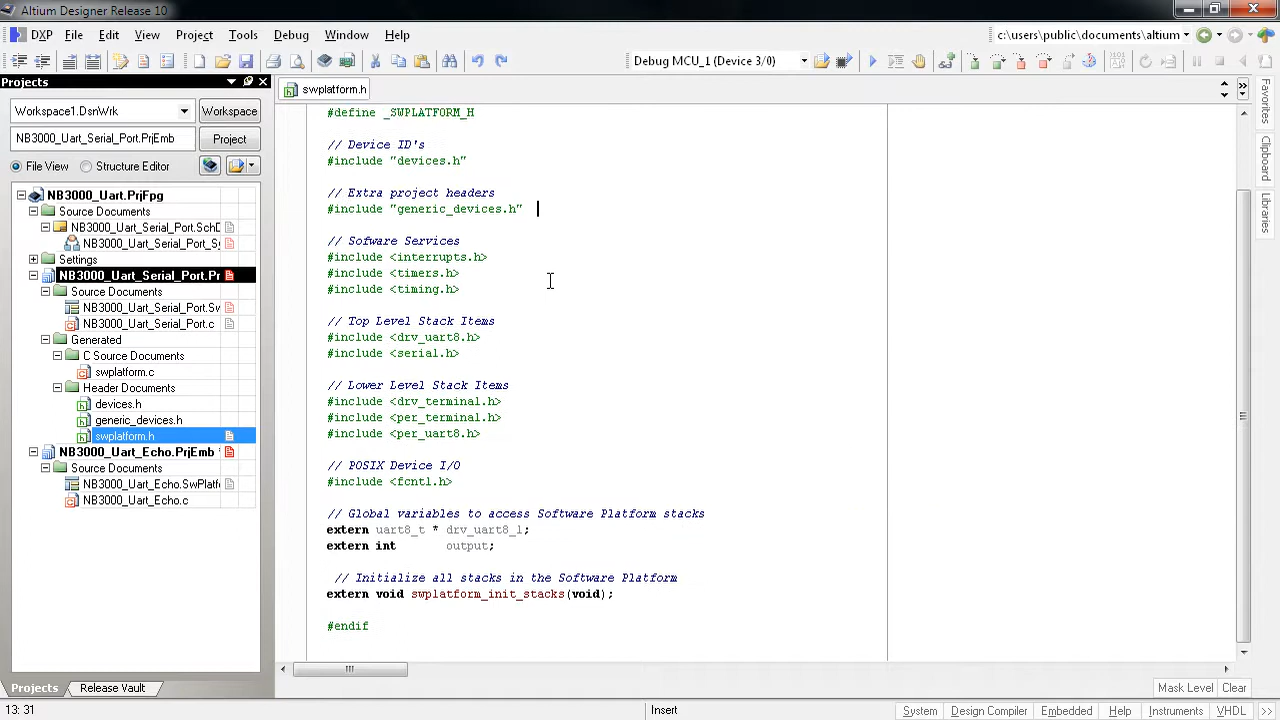 Altium Designer Release 10
DXP File Edit View Project Tools Debug Window Help
c:\users\public\documents\altium
Debug MCU_1 (Device 3/0)
Projects
swplatform.h
Workspace1.DsnWrk Workspace
NB3000_Uart_Serial_Port.PrjEmb Project
File View Structure Editor
NB3000_Uart.PrjFpg
Source Documents
NB3000_Uart_Serial_Port.SchD
NB3000_Uart_Serial_Port_S
Settings
NB3000_Uart_Serial_Port.Pr
Source Documents
NB3000_Uart_Serial_Port.Sw
NB3000_Uart_Serial_Port.c
Generated
C Source Documents
swplatform.c
Header Documents
devices.h
generic_devices.h
swplatform.h
NB3000_Uart_Echo.PrjEmb *
Source Documents
NB3000_Uart_Echo.SwPlatf
NB3000_Uart_Echo.c
#define _SWPLATFORM_H
// Device ID's
#include "devices.h"
// Extra project headers
#include "generic_devices.h"
// Sofware Services
#include <interrupts.h>
#include <timers.h>
#include <timing.h>
// Top Level Stack Items
#include <drv_uart8.h>
#include <serial.h>
// Lower Level Stack Items
#include <drv_terminal.h>
#include <per_terminal.h>
#include <per_uart8.h>
// POSIX Device I/O
#include <fcntl.h>
// Global variables to access Software Platform stacks
extern uart8_t * drv_uart8_1;
extern int output;
// Initialize all stacks in the Software Platform
extern void swplatform_init_stacks(void);
#endif
Favorites
Clipboard
Libraries
Projects Release Vault
Mask Level Clear
13: 31 Insert System Design Compiler Embedded Help Instruments VHDL >>